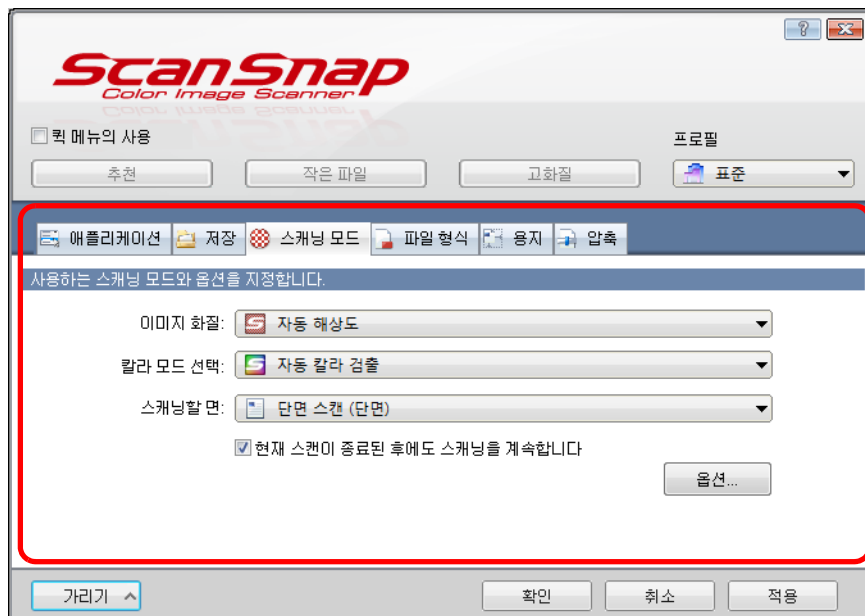 ScanSnap
Color Image Scanner
퀵 메뉴의 사용
프로필
추천 작은 파일 고화질 표준
애플리케이션 저장 스캐닝 모드 파일 형식 용지 압축
사용하는 스캐닝 모드와 옵션을 지정합니다.
이미지 화질: 자동 해상도
칼라 모드 선택: 자동 칼라 검출
스캐닝할 면: 단면 스캔 (단면)
현재 스캔이 종료된 후에도 스캐닝을 계속합니다
옵션...
가리기 확인 취소 적용